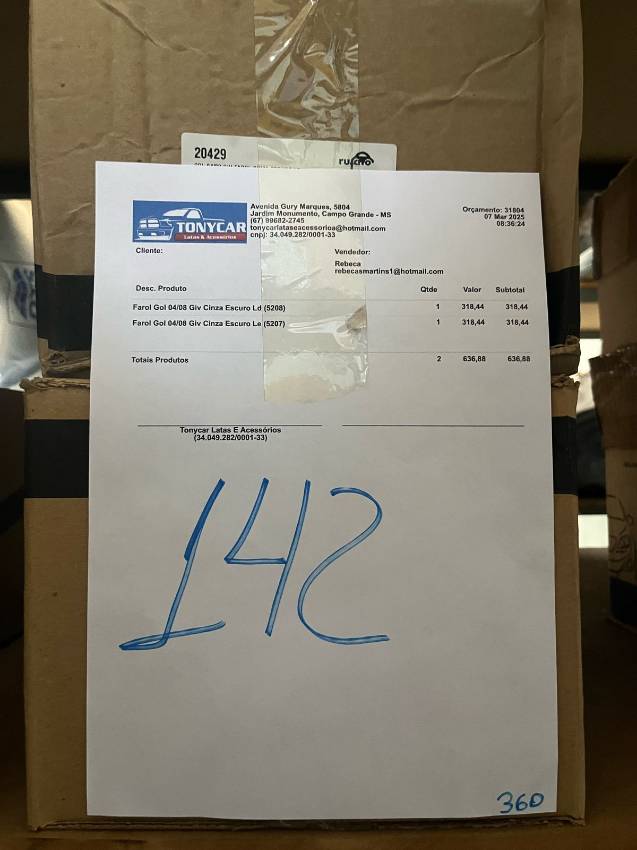 20429
rufato
TONYCAR
Latas & Acessórios
Avenida Gury Marques, 5804
Jardim Monumento, Campo Grande - MS
(67) 99682-2745
tonycarlataseacessorioa@hotmail.com
cnpj: 34.049.282/0001-33
Orçamento: 31804
07 Mar 2025
08:36:24
Cliente:
Vendedor:
Rebeca
rebecasmartins1@hotmail.com
Desc. Produto Qtde Valor Subtotal
Farol Gol 04/08 Giv Cinza Escuro Ld (5208) 1 318,44 318,44
Farol Gol 04/08 Giv Cinza Escuro Le (5207) 1 318,44 318,44
Totais Produtos 2 636,88 636,88
Tonycar Latas E Acessórios
(34.049.282/0001-33)
142
360